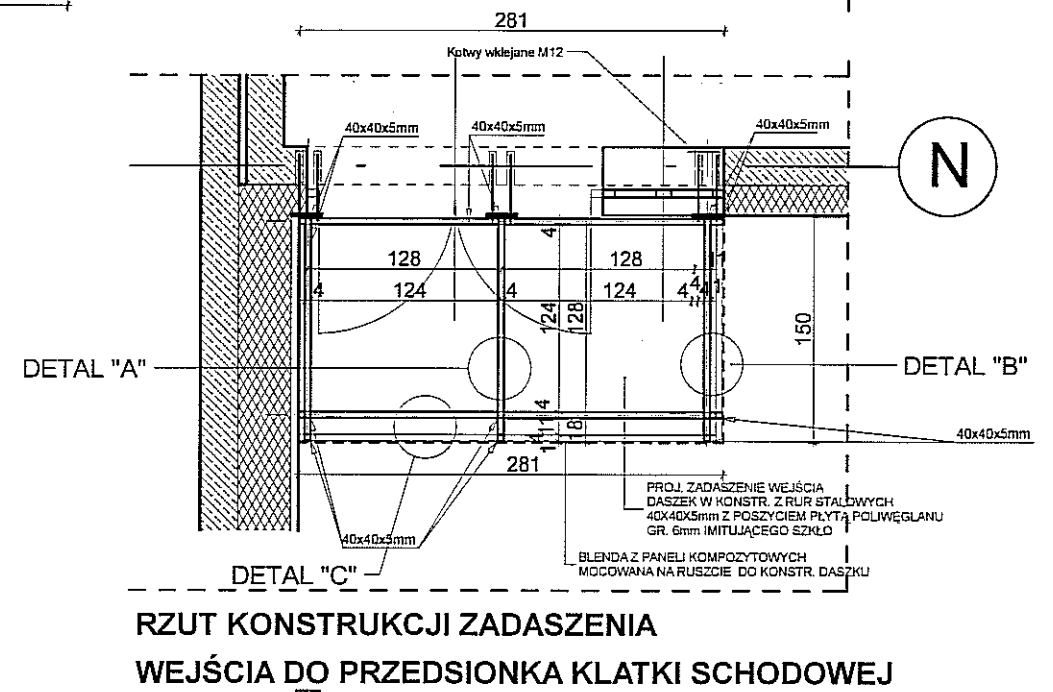 281
Kotwy wklejane M12
40x40x5mm
40x40x5mm
40x40x5mm
N
4
128
128
4
4
124
4
124
4
4
1
124
128
150
DETAL "A"
DETAL "B"
4
11
18
40x40x5mm
281
PROJ. ZADASZENIE WEJŚCIA
DASZEK W KONSTR. Z RUR STALOWYCH
40X40X5mm Z POSZYCIEM PŁYTĄ POLIWĘGLANU
GR. 6mm IMITUJĄCEGO SZKŁO
40x40x5mm
BLENDA Z PANELI KOMPOZYTOWYCH
MOCOWANA NA RUSZCIE DO KONSTR. DASZKU
DETAL "C"
RZUT KONSTRUKCJI ZADASZENIA
WEJŚCIA DO PRZEDSIONKA KLATKI SCHODOWEJ